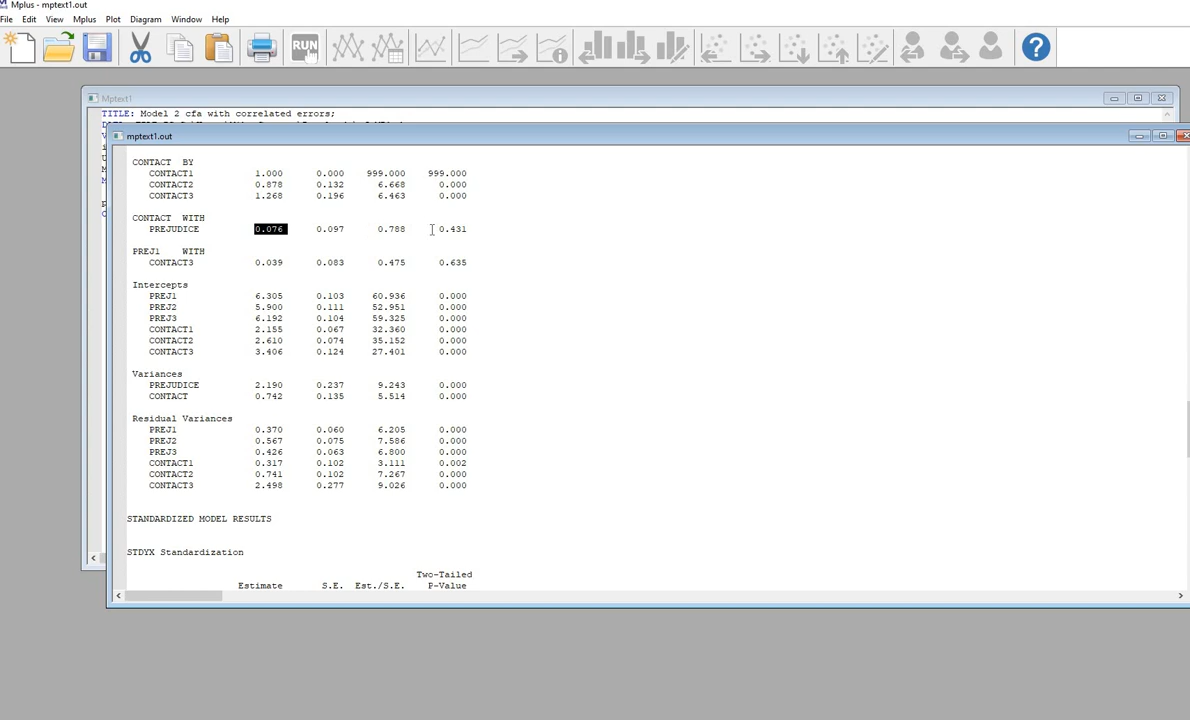 Mplus - mptext1.out
File Edit View Mplus Plot Diagram Window Help
RUN
?
Mptext1
TITLE: Model 2 cfa with correlated errors;
mptext1.out
CONTACT BY
CONTACT1 1.000 0.000 999.000 999.000
CONTACT2 0.878 0.132 6.668 0.000
CONTACT3 1.268 0.196 6.463 0.000
CONTACT WITH
PREJUDICE 0.076 0.097 0.788 0.431
PREJ1 WITH
CONTACT3 0.039 0.083 0.475 0.635
Intercepts
PREJ1 6.305 0.103 60.936 0.000
PREJ2 5.900 0.111 52.951 0.000
PREJ3 6.192 0.104 59.325 0.000
CONTACT1 2.155 0.067 32.360 0.000
CONTACT2 2.610 0.074 35.152 0.000
CONTACT3 3.406 0.124 27.401 0.000
Variances
PREJUDICE 2.190 0.237 9.243 0.000
CONTACT 0.742 0.135 5.514 0.000
Residual Variances
PREJ1 0.370 0.060 6.205 0.000
PREJ2 0.567 0.075 7.586 0.000
PREJ3 0.426 0.063 6.800 0.000
CONTACT1 0.317 0.102 3.111 0.002
CONTACT2 0.741 0.102 7.267 0.000
CONTACT3 2.498 0.277 9.026 0.000
STANDARDIZED MODEL RESULTS
STDYX Standardization
Two-Tailed
Estimate S.E. Est./S.E. P-Value